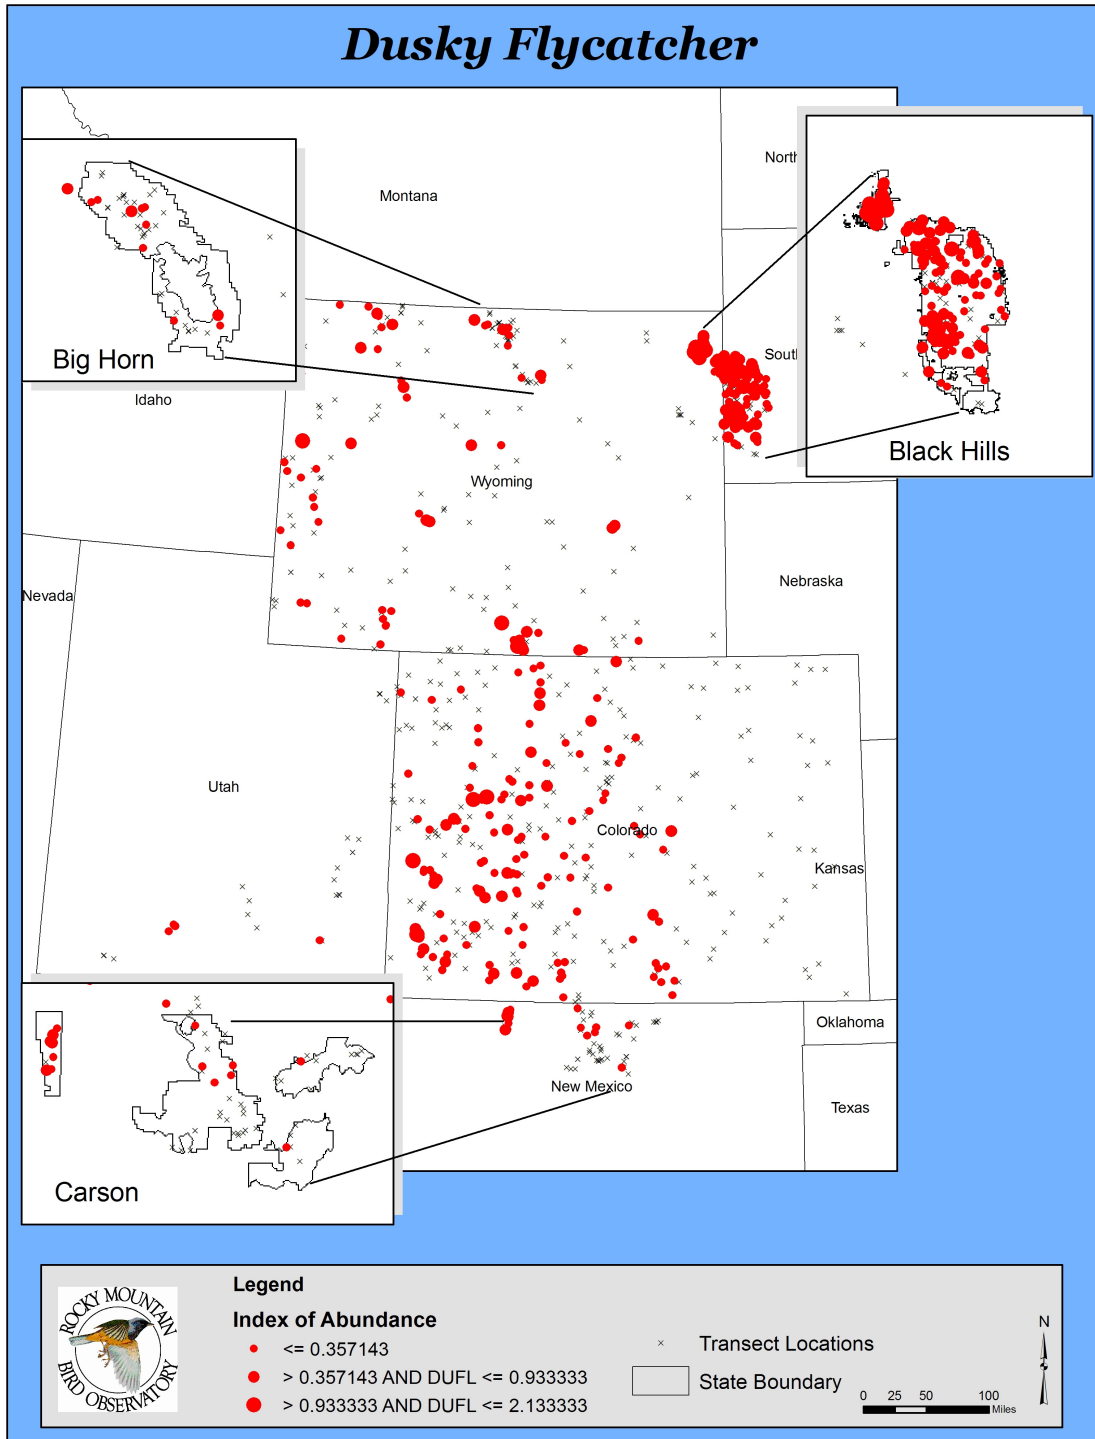 Dusky Flycatcher
Montana
North
South
Big Horn
Idaho
Black Hills
Wyoming
Nebraska
Nevada
Utah
Colorado
Kansas
Oklahoma
New Mexico
Texas
Carson
Legend
Index of Abundance
<= 0.357143
> 0.357143 AND DUFL <= 0.933333
> 0.933333 AND DUFL <= 2.133333
Transect Locations
State Boundary
N
0 25 50 100
Miles
ROCKY MOUNTAIN
BIRD OBSERVATORY